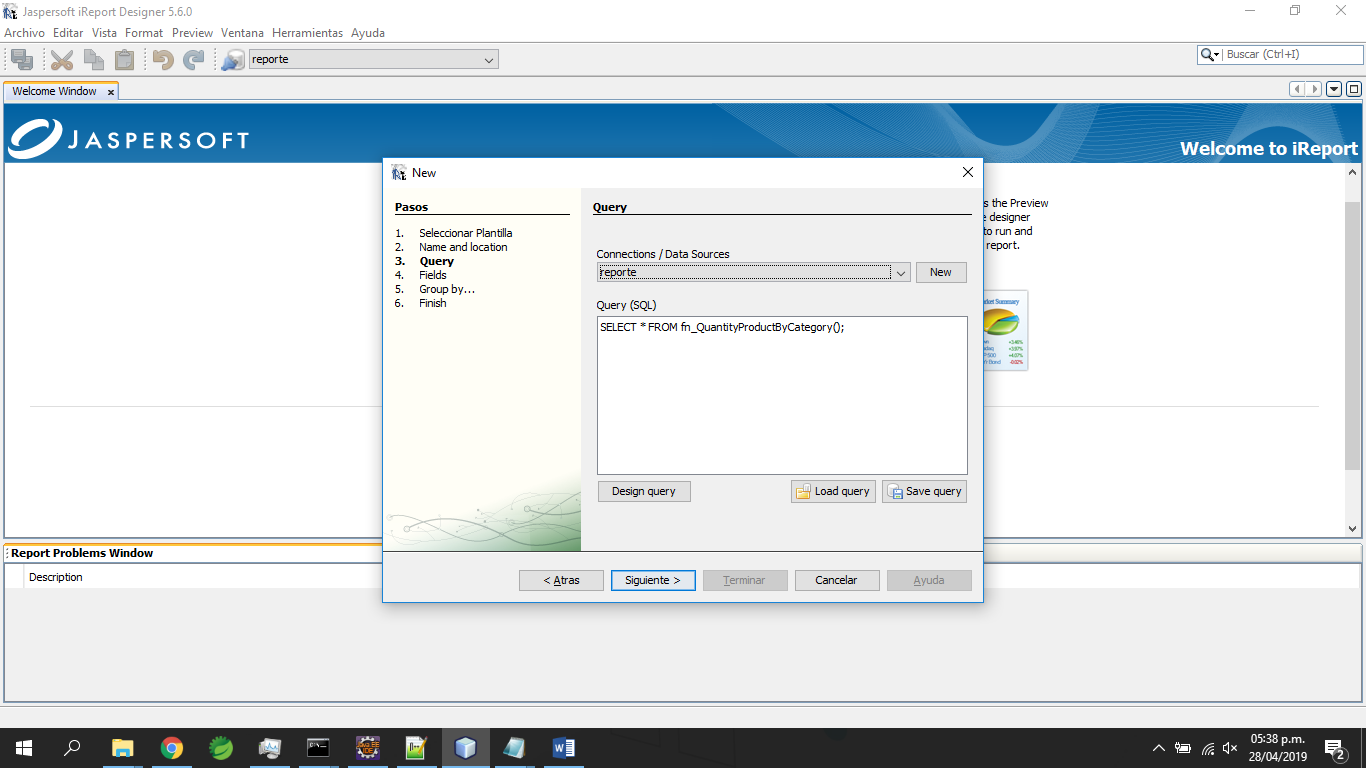 Jaspersoft iReport Designer 5.6.0
Archivo Editar Vista Format Preview Ventana Herramientas Ayuda
reporte
Buscar (Ctrl+I)
Welcome Window
JASPERSOFT
Welcome to iReport
New
Pasos
1. Seleccionar Plantilla
2. Name and location
3. Query
4. Fields
5. Group by...
6. Finish
Query
Connections / Data Sources
reporte
New
Query (SQL)
SELECT * FROM fn_QuantityProductByCategory();
Design query
Load query
Save query
< Atras
Siguiente >
Terminar
Cancelar
Ayuda
s the Preview
designer
to run and
report.
ket Summary
Report Problems Window
Description
05:38 p.m.
28/04/2019
2